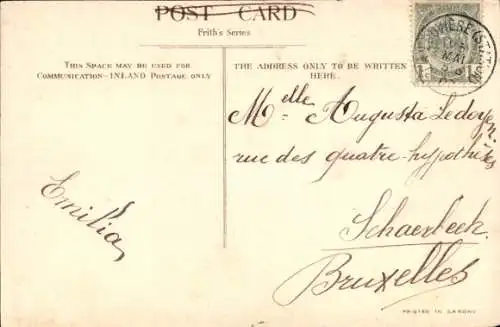 POST CARD
Frith's Series
THIS SPACE MAY BE USED FOR
COMMUNICATION—INLAND POSTAGE ONLY
THE ADDRESS ONLY TO BE WRITTEN
HERE.
Melle Augusta Ledoyen
rue des quatre-hypothèses
Schaerbeek
Bruxelles
Emilia
PRINTED IN SAXONY